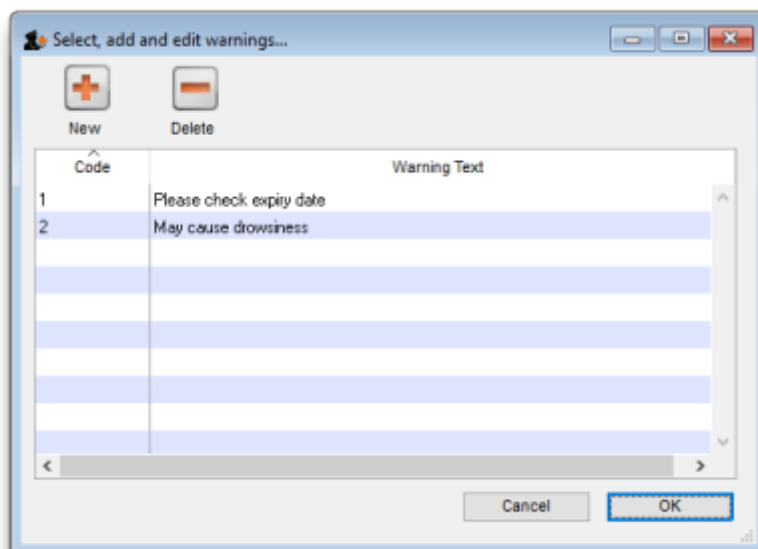 Select, add and edit warnings...
New Delete
Code Warning Text
1 Please check expiry date
2 May cause drowsiness
Cancel OK